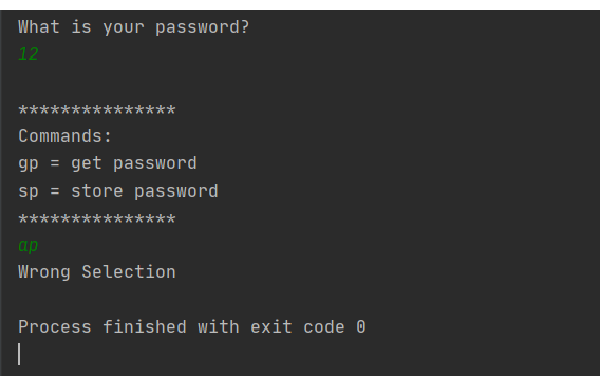 What is your password?
12
***************
Commands:
gp = get password
sp = store password
***************
ap
Wrong Selection
Process finished with exit code 0